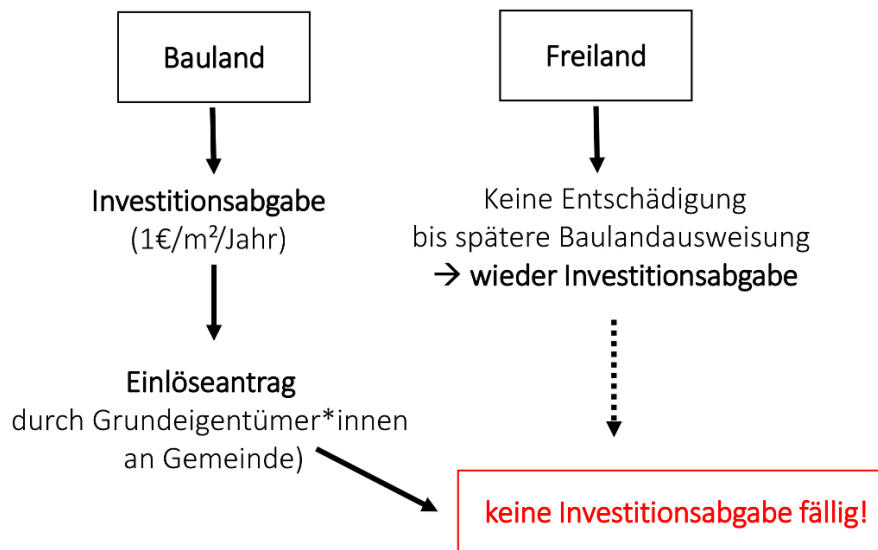 Bauland
Investitionsabgabe
(1€/m²/Jahr)
Einlöseantrag
durch Grundeigentümer*innen
an Gemeinde)
Freiland
Keine Entschädigung
bis spätere Baulandausweisung
→ wieder Investitionsabgabe
keine Investitionsabgabe fällig!